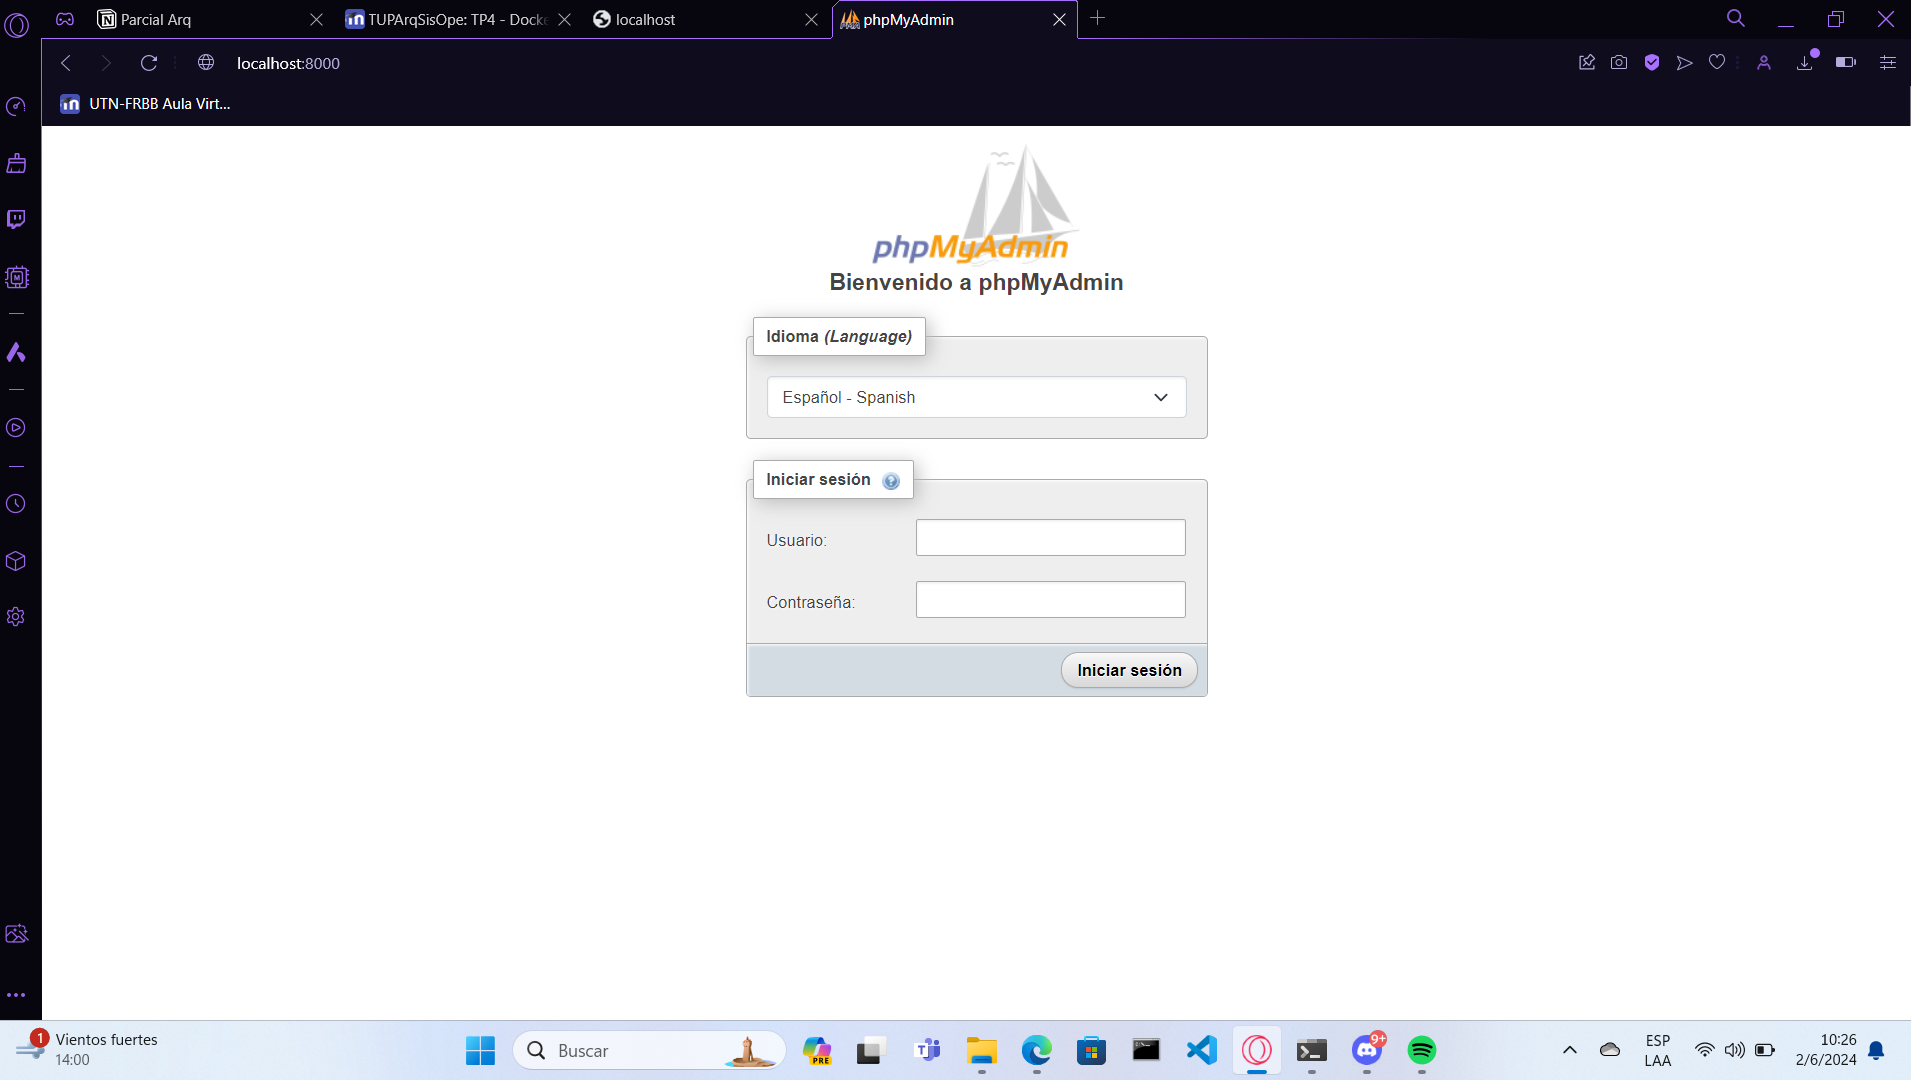 Parcial Arq
TUPArqSisOpe: TP4 - Docke
localhost
phpMyAdmin
localhost:8000
UTN-FRBB Aula Virt...
phpMyAdmin
Bienvenido a phpMyAdmin
Idioma (Language)
Español - Spanish
Iniciar sesión
Usuario:
Contraseña:
Iniciar sesión
1
Vientos fuertes
14:00
Buscar
PRE
9+
ESP
LAA
10:26
2/6/2024